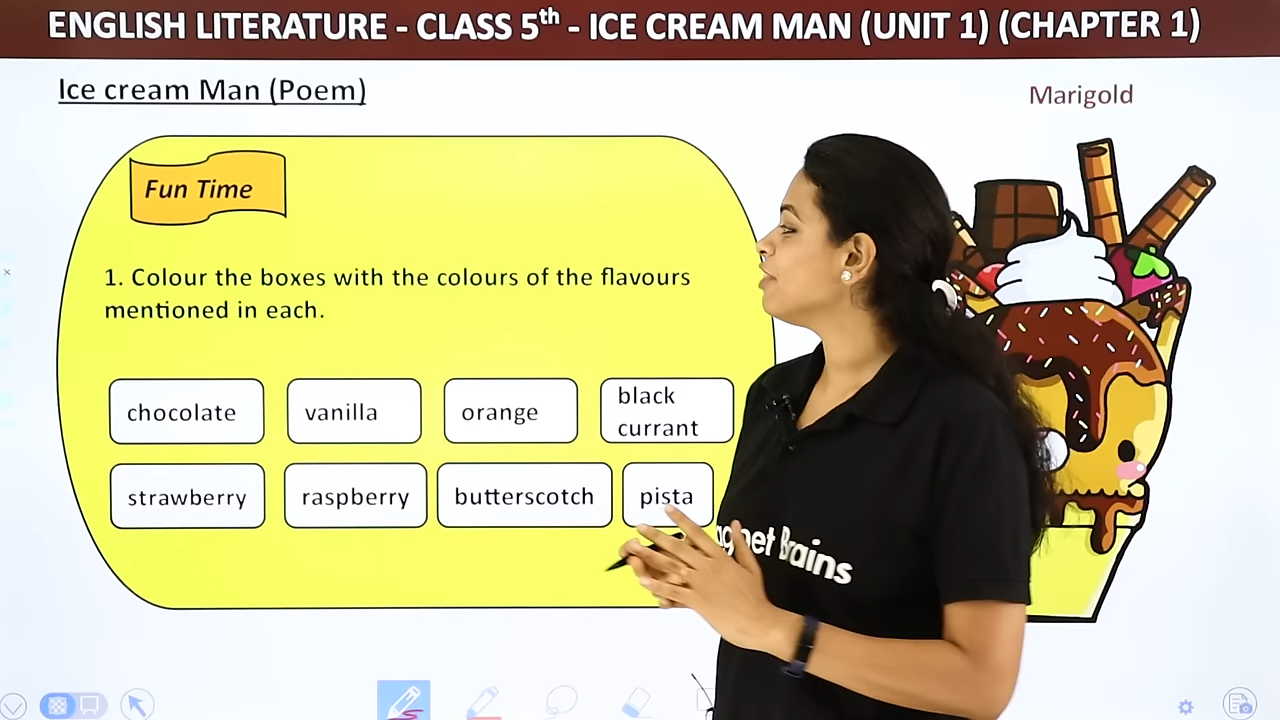 ENGLISH LITERATURE - CLASS 5th - ICE CREAM MAN (UNIT 1) (CHAPTER 1)
Ice cream Man (Poem)
Marigold
Fun Time
1. Colour the boxes with the colours of the flavours
mentioned in each.
chocolate
vanilla
orange
black
currant
strawberry
raspberry
butterscotch
pista
Brains